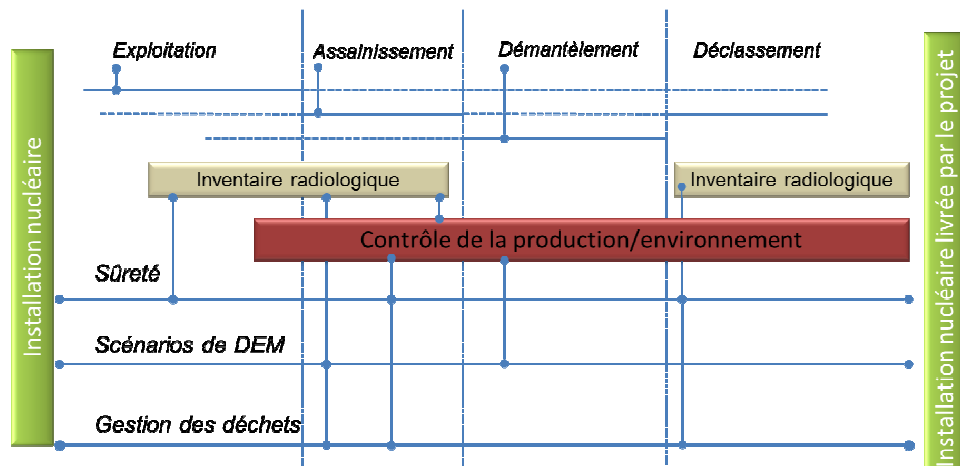 Exploitation
Assainissement
Démantèlement
Déclassement
Installation nucléaire
Inventaire radiologique
Inventaire radiologique
Contrôle de la production/environnement
Sûreté
Scénarios de DEM
Gestion des déchets
Installation nucléaire livrée par le projet